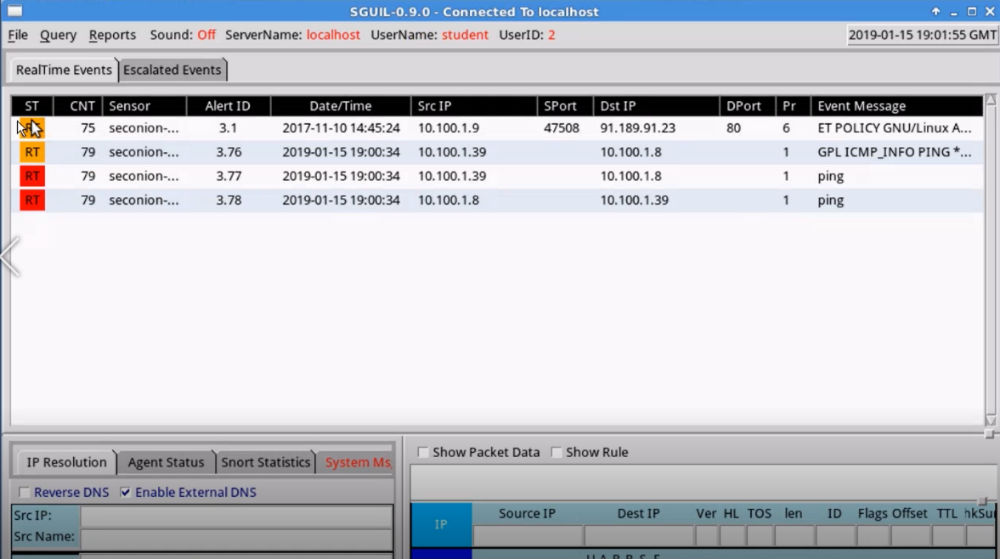 SGUIL-0.9.0 - Connected To localhost
File Query Reports Sound: Off ServerName: localhost UserName: student UserID: 2 2019-01-15 19:01:55 GMT
RealTime Events Escalated Events
ST CNT Sensor Alert ID Date/Time Src IP SPort Dst IP DPort Pr Event Message
75 seconion-... 3.1 2017-11-10 14:45:24 10.100.1.9 47508 91.189.91.23 80 6 ET POLICY GNU/Linux A...
RT 79 seconion-... 3.76 2019-01-15 19:00:34 10.100.1.39 10.100.1.8 1 GPL ICMP_INFO PING *...
RT 79 seconion-... 3.77 2019-01-15 19:00:34 10.100.1.39 10.100.1.8 1 ping
RT 79 seconion-... 3.78 2019-01-15 19:00:34 10.100.1.8 10.100.1.39 1 ping
Show Packet Data Show Rule
IP Resolution Agent Status Snort Statistics System Ms
Reverse DNS Enable External DNS
Src IP:
Src Name:
IP Source IP Dest IP Ver HL TOS len ID Flags Offset TTL hkSu